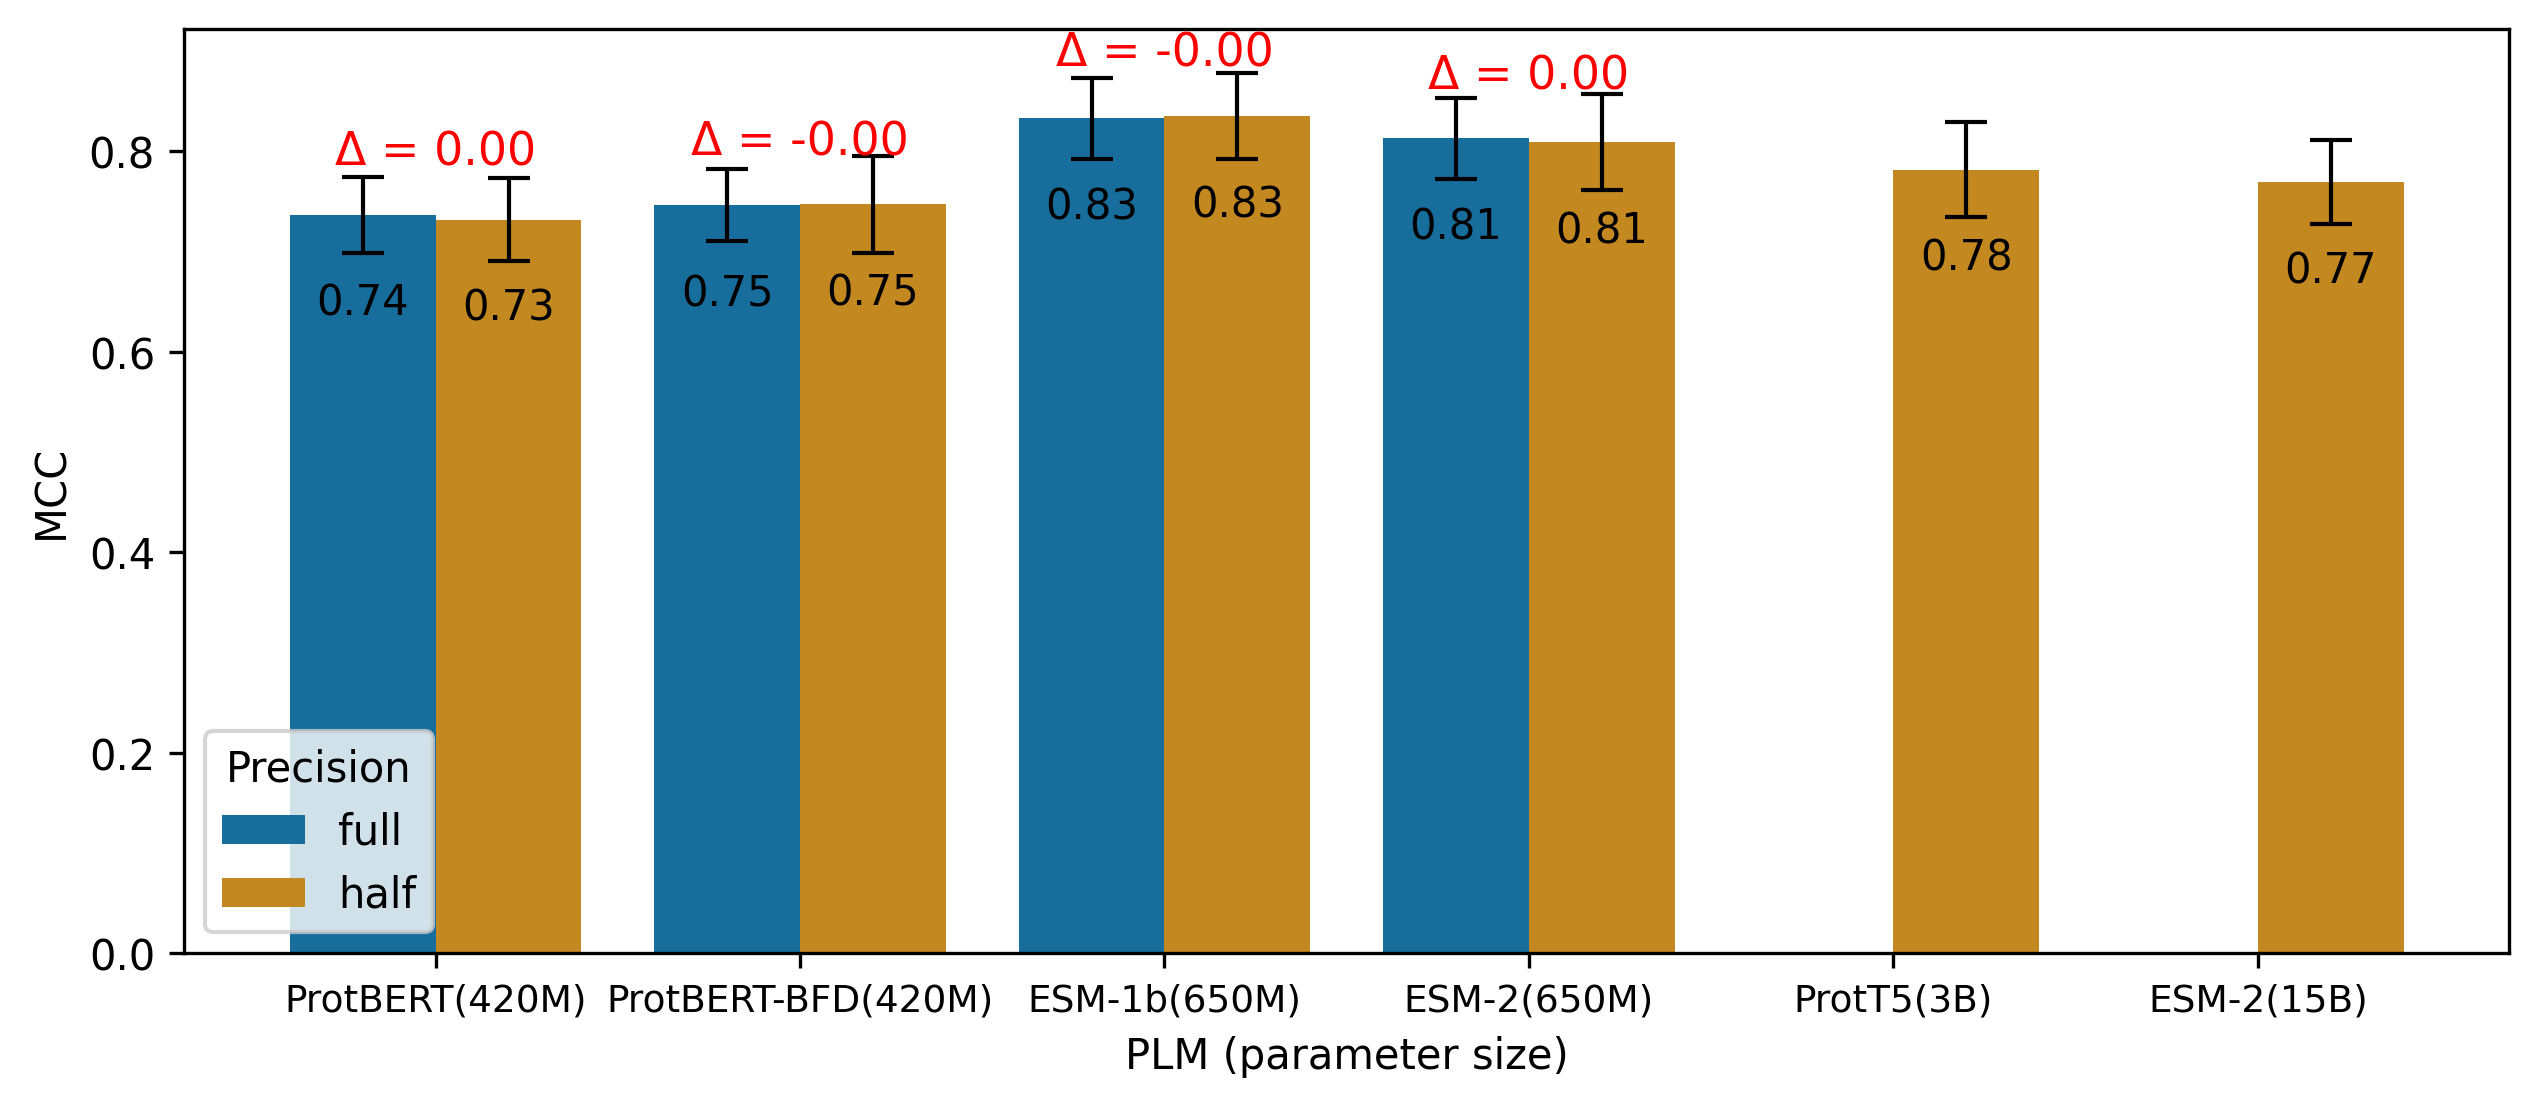 Δ = -0.00
Δ = 0.00
Δ = 0.00
Δ = -0.00
0.8
0.6
0.4
0.2
0.0
MCC
0.74
0.73
0.75
0.75
0.83
0.83
0.81
0.81
0.78
0.77
Precision
full
half
ProtBERT(420M)
ProtBERT-BFD(420M)
ESM-1b(650M)
ESM-2(650M)
ProtT5(3B)
ESM-2(15B)
PLM (parameter size)